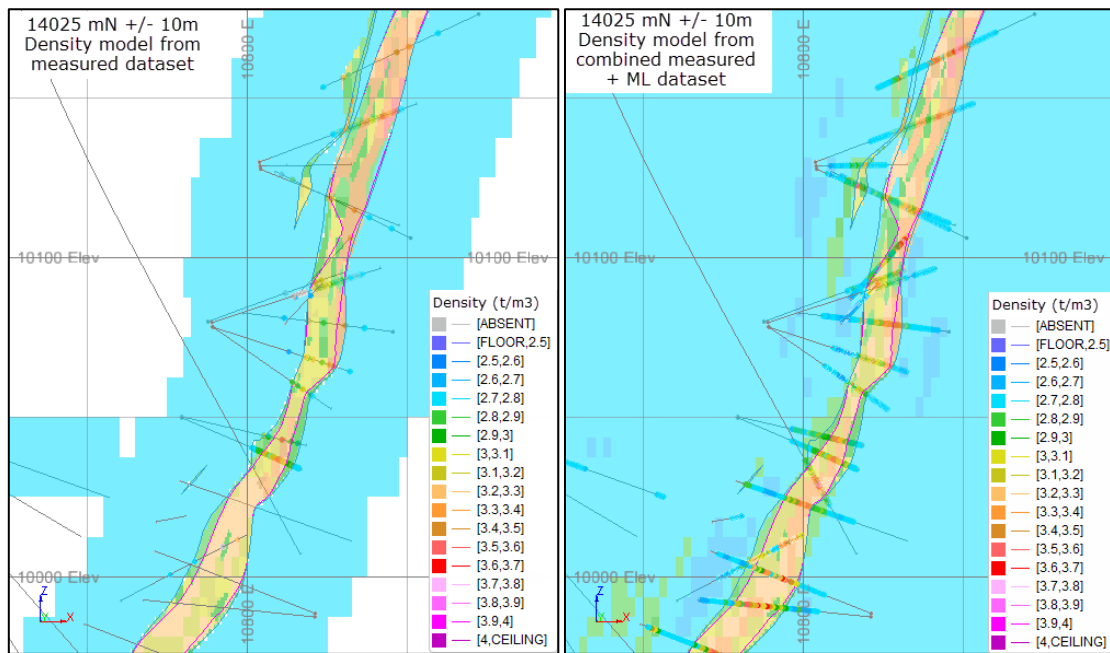 14025 mN +/- 10m
Density model from
measured dataset
10800 E
10100 Elev
10100 Elev
Density (t/m3)
[ABSENT]
[FLOOR,2.5]
[2.5,2.6]
[2.6,2.7]
[2.7,2.8]
[2.8,2.9]
[2.9,3]
[3,3.1]
[3.1,3.2]
[3.2,3.3]
[3.3,3.4]
[3.4,3.5]
[3.5,3.6]
[3.6,3.7]
[3.7,3.8]
[3.8,3.9]
[3.9,4]
[4,CEILING]
10000 Elev
10800 E
Z
Y
X
14025 mN +/- 10m
Density model from
combined measured
+ ML dataset
10800 E
10100 Elev
10100 Elev
Density (t/m3)
[ABSENT]
[FLOOR,2.5]
[2.5,2.6]
[2.6,2.7]
[2.7,2.8]
[2.8,2.9]
[2.9,3]
[3,3.1]
[3.1,3.2]
[3.2,3.3]
[3.3,3.4]
[3.4,3.5]
[3.5,3.6]
[3.6,3.7]
[3.7,3.8]
[3.8,3.9]
[3.9,4]
[4,CEILING]
10000 Elev
10800 E
Z
Y
X